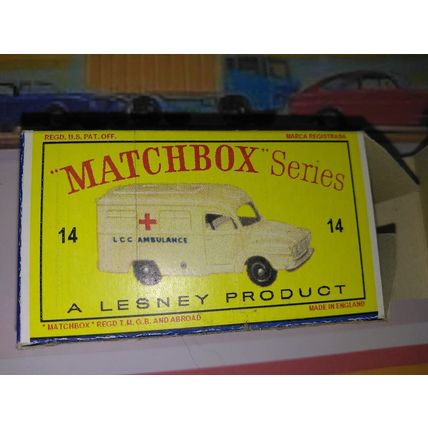 REGD. U.S. PAT. OFF. MARCA REGISTRADA
"MATCHBOX" Series
14 LCC AMBULANCE 14
A LESNEY PRODUCT
MADE IN ENGLAND
"MATCHBOX" REGD T.M. G.B. AND ABROAD